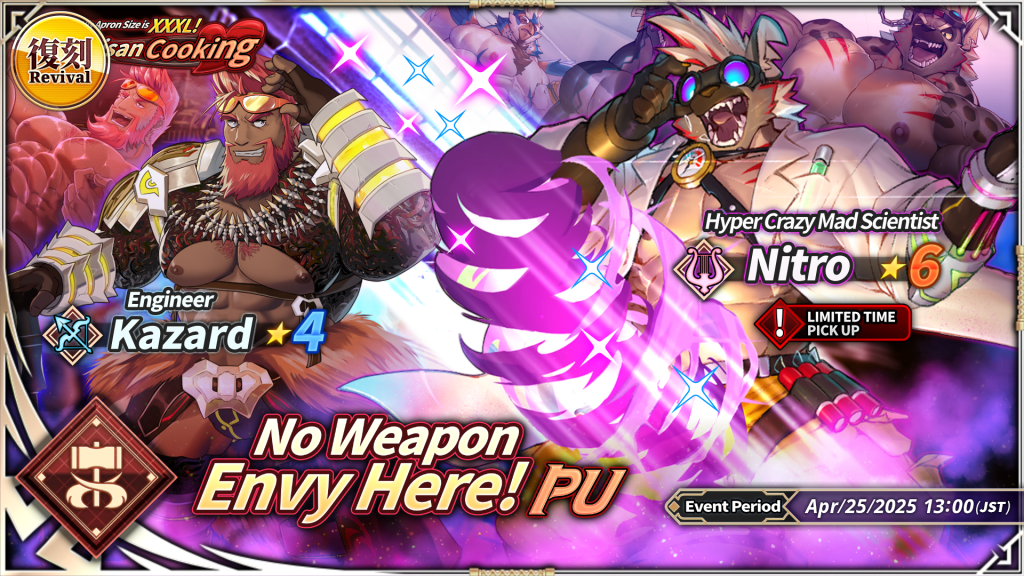 復刻
Revival
Apron Size is XXXL!
san Cooking
Hyper Crazy Mad Scientist
Nitro ★6
! LIMITED TIME
PICK UP
Engineer
Kazard ★4
No Weapon
Envy Here! PU
Event Period Apr/25/2025 13:00(JST)